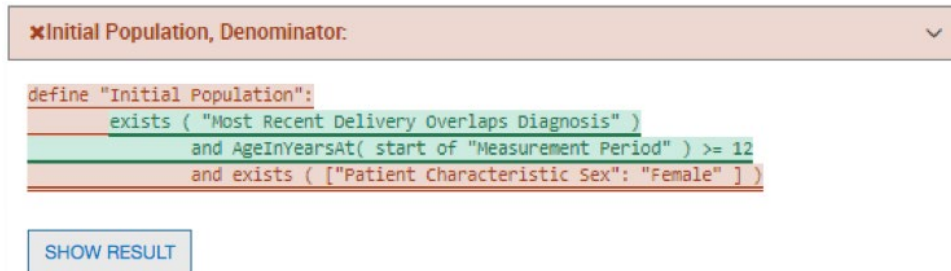 ✖Initial Population, Denominator:
define "Initial Population":
exists ( "Most Recent Delivery Overlaps Diagnosis" )
and AgeInYearsAt( start of "Measurement Period" ) >= 12
and exists ( ["Patient Characteristic Sex": "Female" ] )
SHOW RESULT